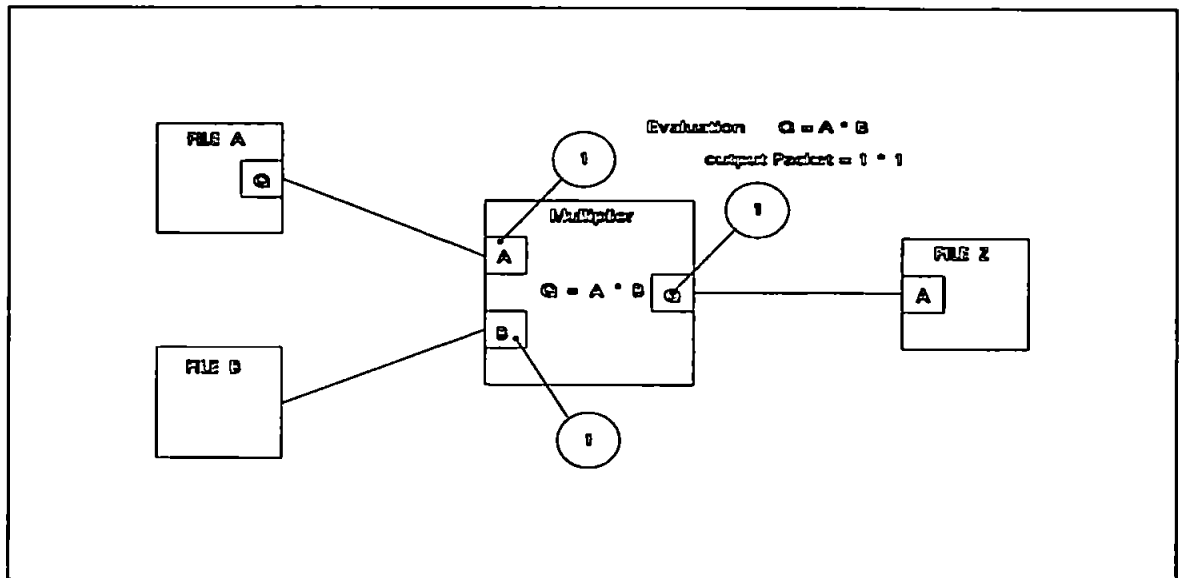 FILE A
Q
1
Evaluation Q = A * B
output Packet = 1 * 1
1
Multiplier
A
Q = A * B
Q
B
FILE Z
A
FILE B
1